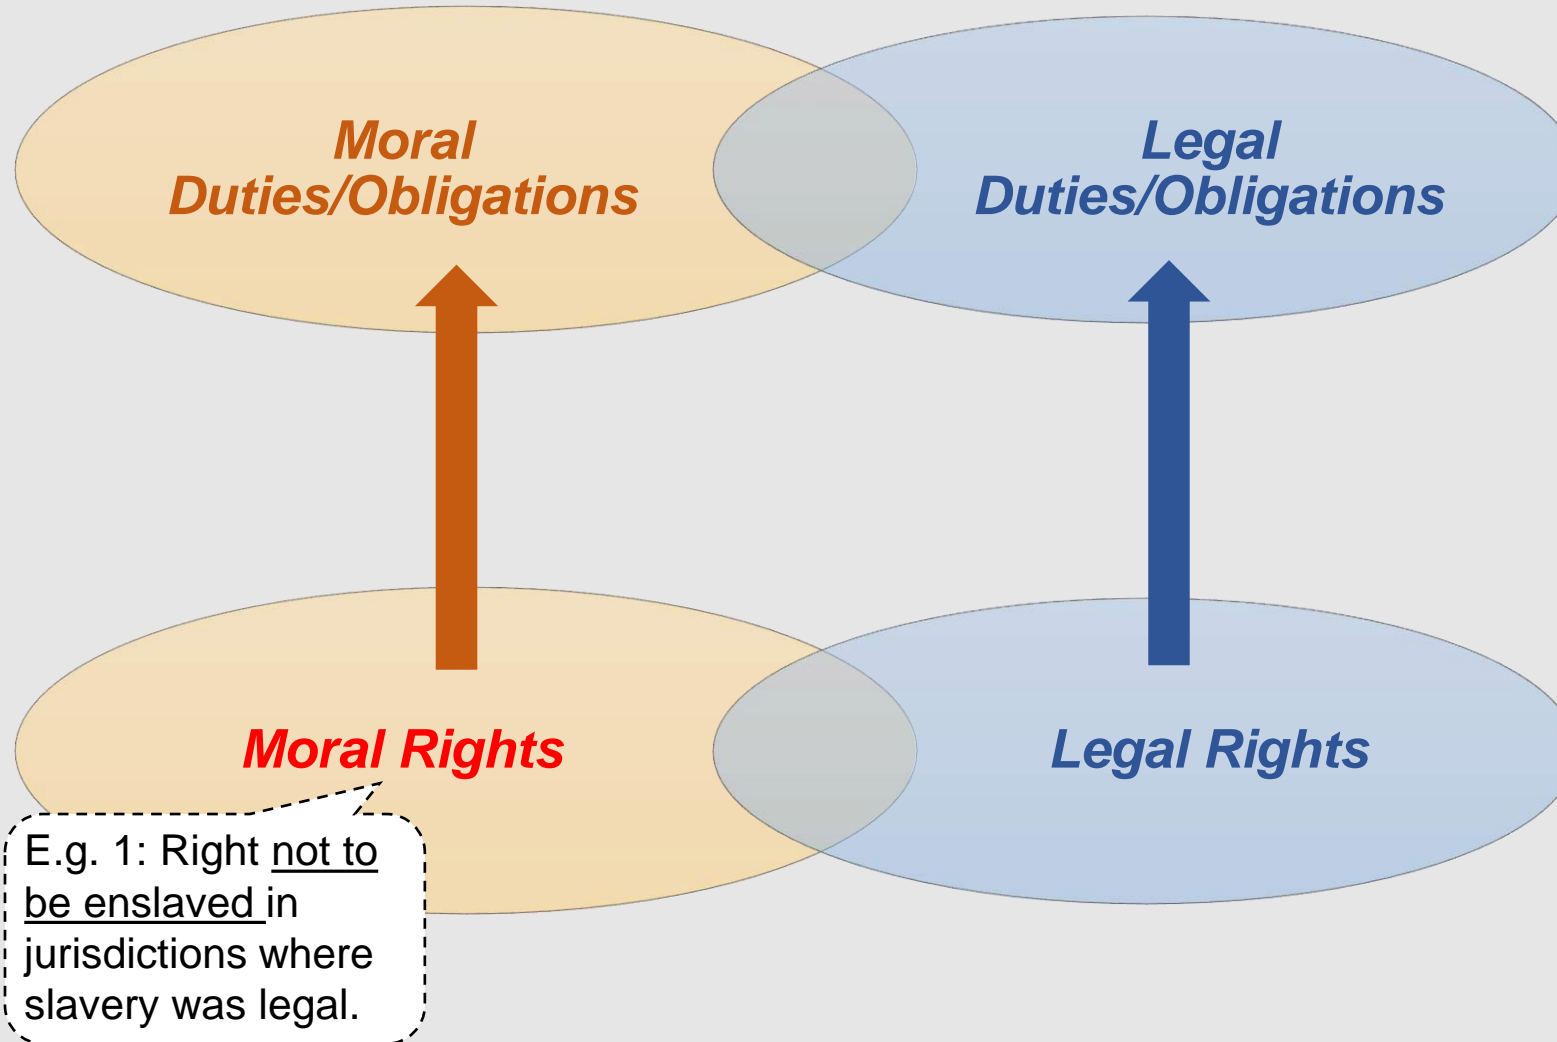 Moral
Duties/Obligations
Legal
Duties/Obligations
Moral Rights
Legal Rights
E.g. 1: Right not to
be enslaved in
jurisdictions where
slavery was legal.